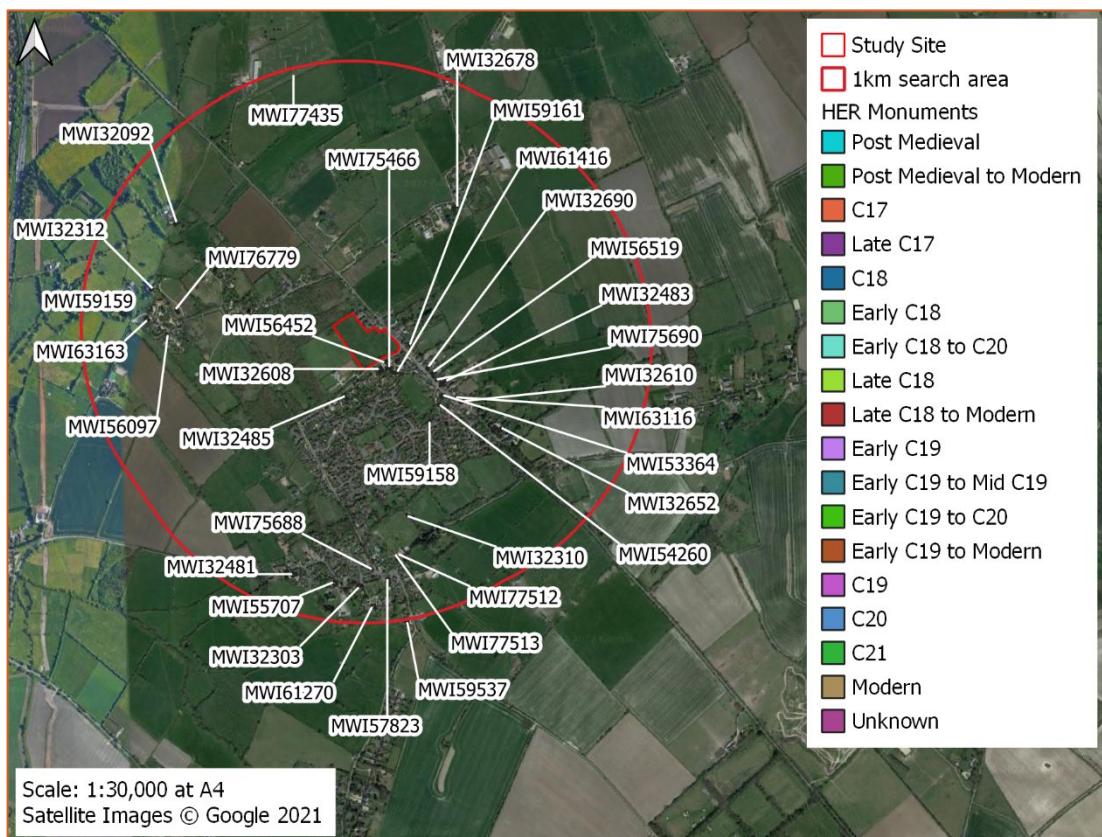 MWI32678
MWI77435
MWI59161
MWI32092
MWI75466
MWI61416
MWI32690
MWI32312
MWI76779
MWI56519
MWI59159
MWI32483
MWI56452
MWI75690
MWI63163
MWI32608
MWI32610
MWI63116
MWI56097
MWI32485
MWI53364
MWI59158
MWI32652
MWI75688
MWI54260
MWI32310
MWI32481
MWI77512
MWI55707
MWI77513
MWI32303
MWI61270
MWI59537
MWI57823
Study Site
1km search area
HER Monuments
Post Medieval
Post Medieval to Modern
C17
Late C17
C18
Early C18
Early C18 to C20
Late C18
Late C18 to Modern
Early C19
Early C19 to Mid C19
Early C19 to C20
Early C19 to Modern
C19
C20
C21
Modern
Unknown
Scale: 1:30,000 at A4
Satellite Images © Google 2021